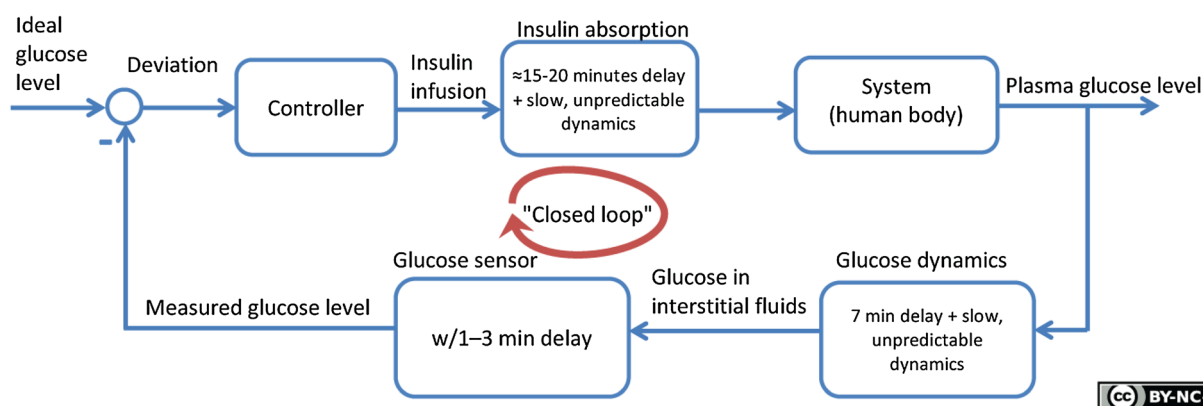 Ideal
glucose
level
Deviation
Controller
Insulin
infusion
Insulin absorption
≈15-20 minutes delay
+ slow, unpredictable
dynamics
System
(human body)
Plasma glucose level
-
"Closed loop"
Glucose sensor
w/1–3 min delay
Measured glucose level
Glucose in
interstitial fluids
Glucose dynamics
7 min delay + slow,
unpredictable
dynamics
cc BY-NC